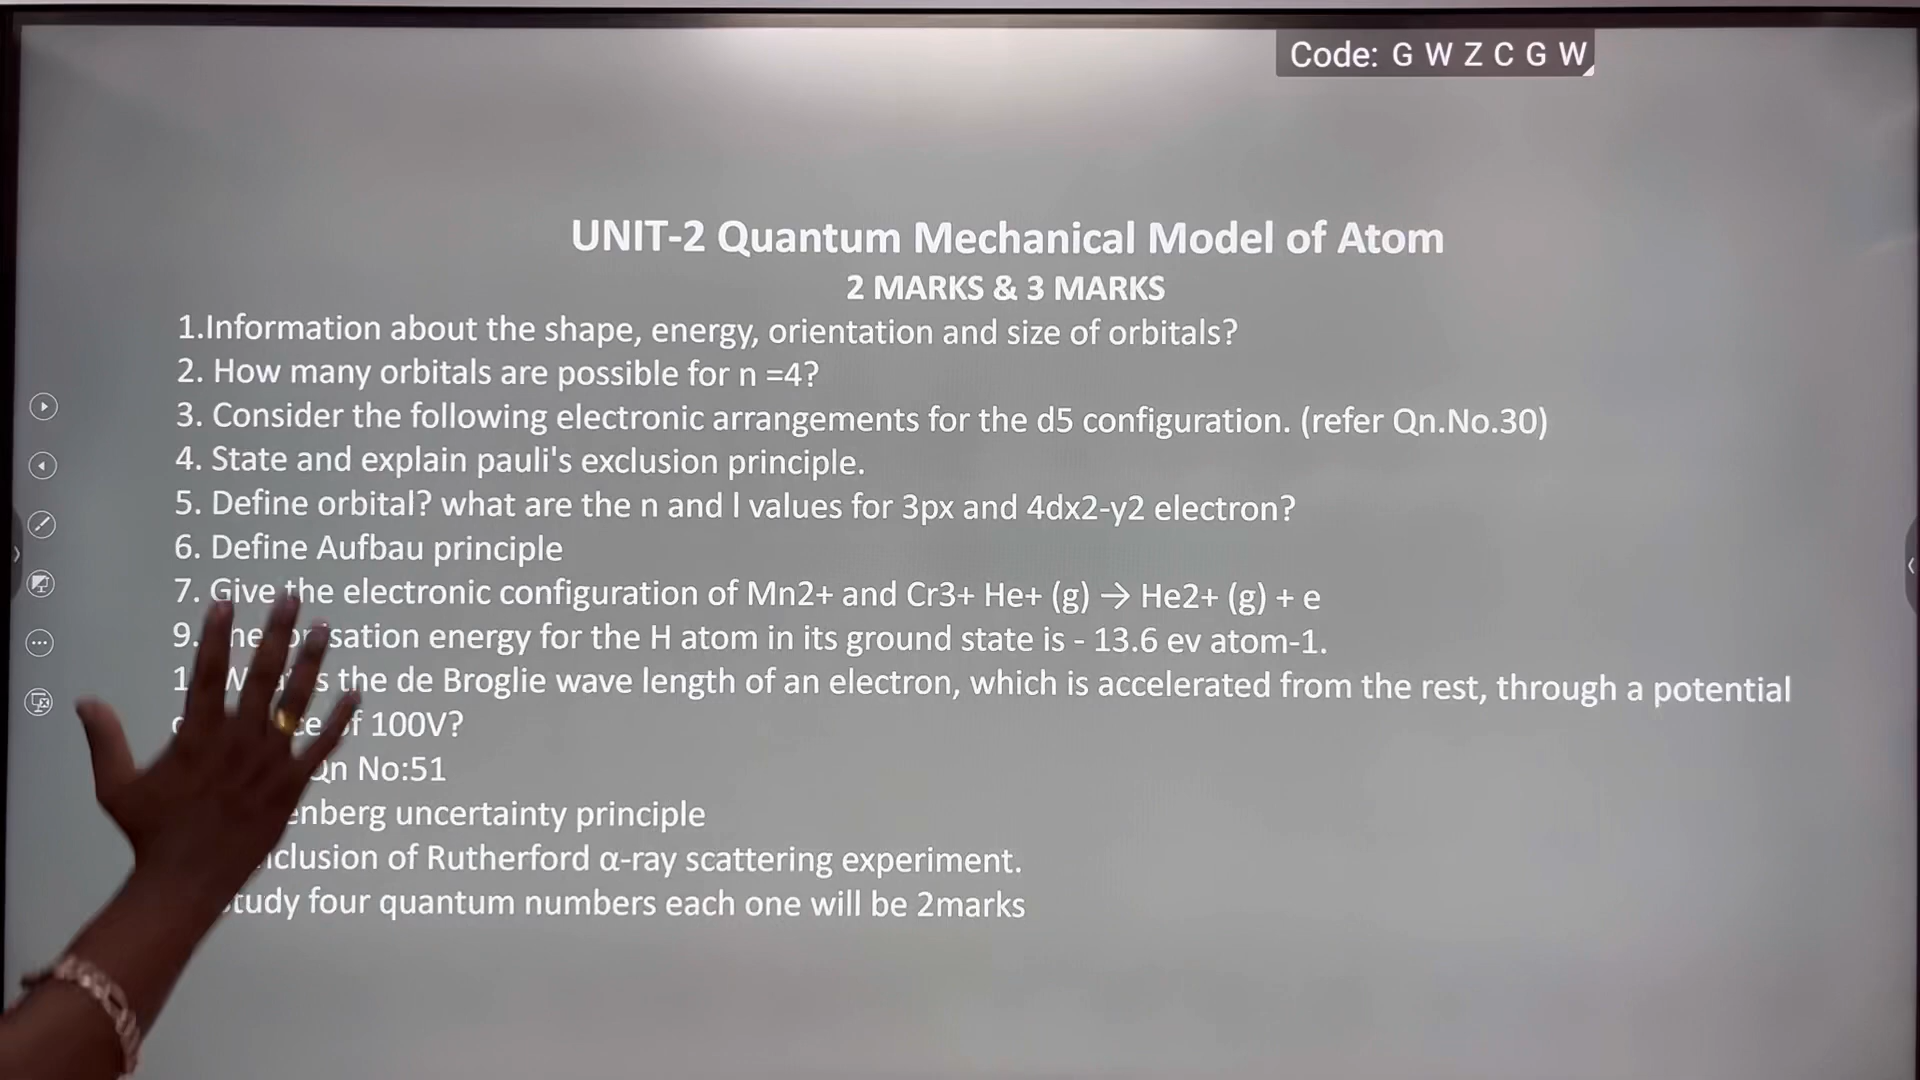 Code: G W Z C G W
UNIT-2 Quantum Mechanical Model of Atom
2 MARKS & 3 MARKS
1.Information about the shape, energy, orientation and size of orbitals?
2. How many orbitals are possible for n =4?
3. Consider the following electronic arrangements for the d5 configuration. (refer Qn.No.30)
4. State and explain pauli's exclusion principle.
5. Define orbital? what are the n and l values for 3px and 4dx2-y2 electron?
6. Define Aufbau principle
7. Give the electronic configuration of Mn2+ and Cr3+ He+ (g) → He2+ (g) + e
9. energy for the H atom in its ground state is - 13.6 ev atom-1.
the de Broglie wave length of an electron, which is accelerated from the rest, through a potential
of 100V?
Qn No:51
uncertainty principle
of Rutherford α-ray scattering experiment.
study four quantum numbers each one will be 2marks